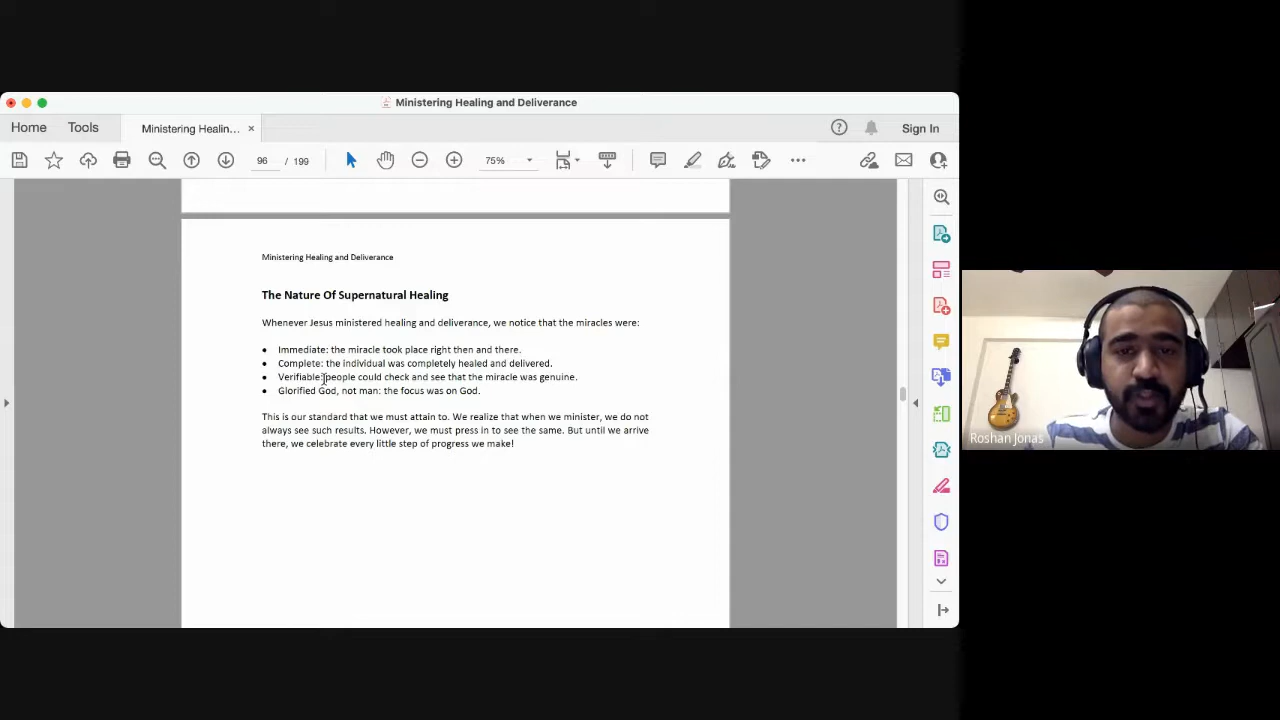 Ministering Healing and Deliverance
Home
Tools
Ministering Healin...
Sign In
96 / 199
75%
Ministering Healing and Deliverance
The Nature Of Supernatural Healing
Whenever Jesus ministered healing and deliverance, we notice that the miracles were:
• Immediate: the miracle took place right then and there.
• Complete: the individual was completely healed and delivered.
• Verifiable: people could check and see that the miracle was genuine.
• Glorified God, not man: the focus was on God.
This is our standard that we must attain to. We realize that when we minister, we do not
always see such results. However, we must press in to see the same. But until we arrive
there, we celebrate every little step of progress we make!
Roshan Jonas